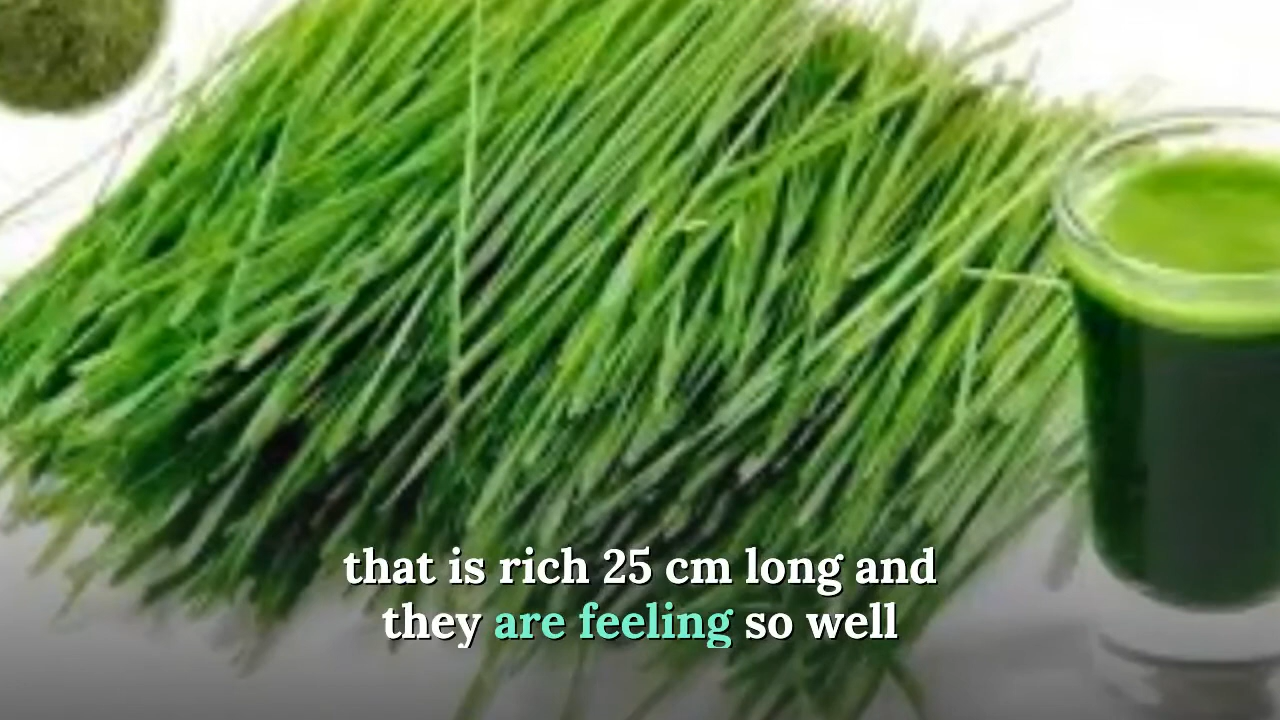 that is rich 25 cm long and
they are feeling so well